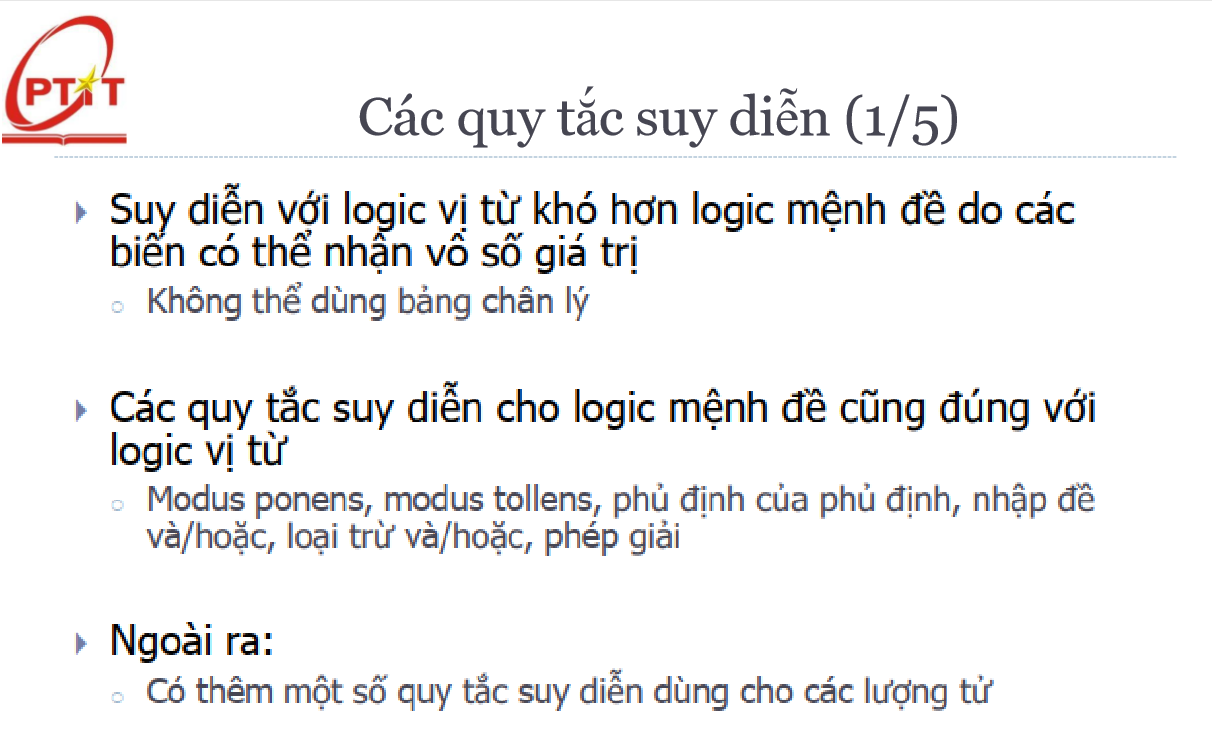 PTIT
Các quy tắc suy diễn (1/5)
Suy diễn với logic vị từ khó hơn logic mệnh đề do các
biến có thể nhận vô số giá trị
Không thể dùng bảng chân lý
Các quy tắc suy diễn cho logic mệnh đề cũng đúng với
logic vị từ
Modus ponens, modus tollens, phủ định của phủ định, nhập đề
và/hoặc, loại trừ và/hoặc, phép giải
Ngoài ra:
Có thêm một số quy tắc suy diễn dùng cho các lượng tử